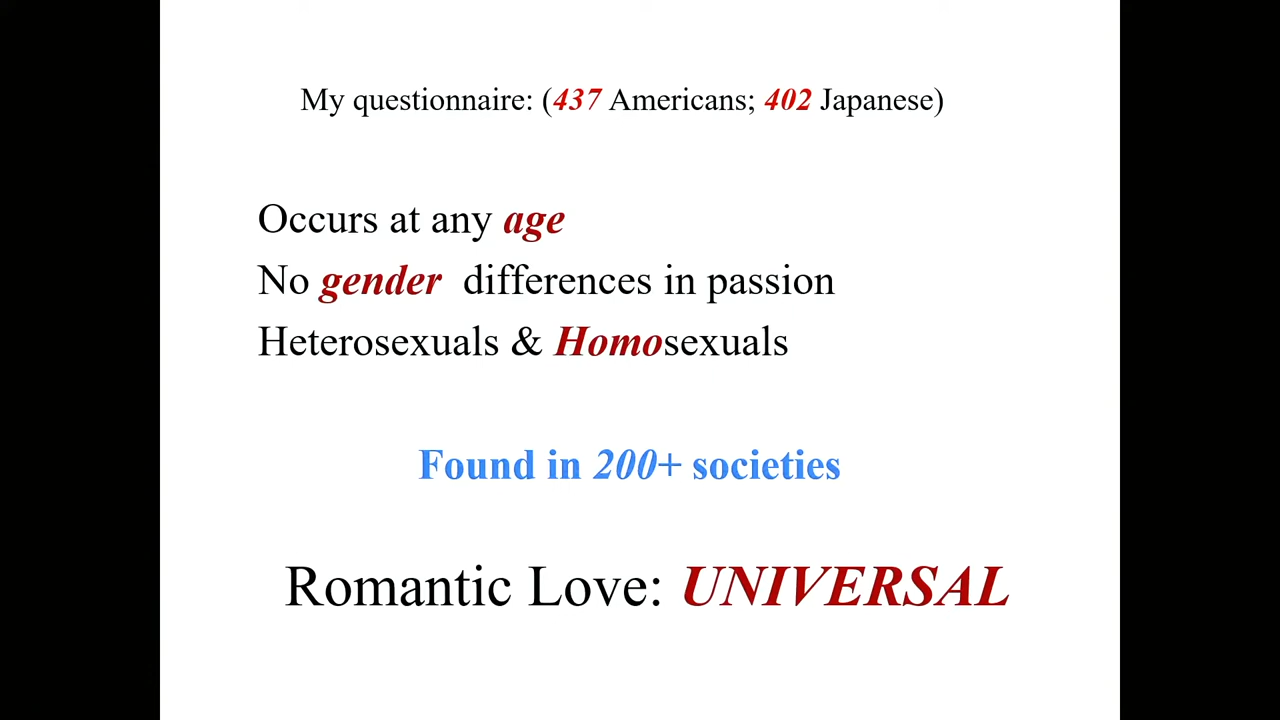 My questionnaire: (437 Americans; 402 Japanese)
Occurs at any age
No gender differences in passion
Heterosexuals & Homosexuals
Found in 200+ societies
Romantic Love: UNIVERSAL